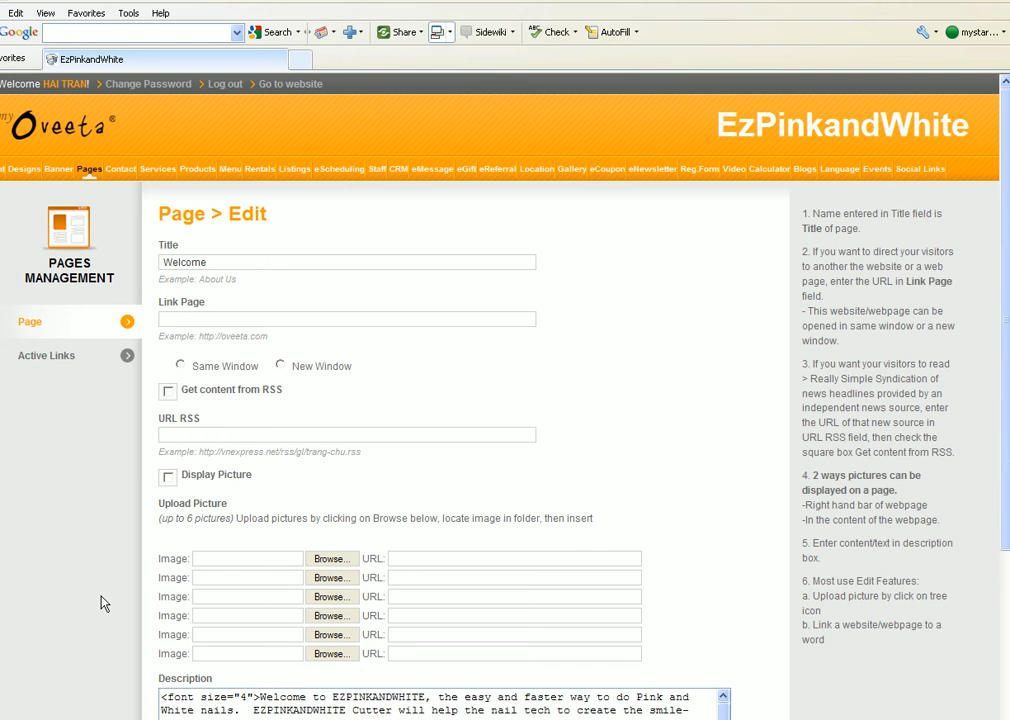 Edit View Favorites Tools Help
Google Search Share Sidewiki Check AutoFill mystar...
vorites EzPinkandWhite
Welcome HAI TRAN! > Change Password > Log out > Go to website
my Oveeta® EzPinkandWhite
nt Designs Banner Pages Contact Services Products Menu Rentals Listings eScheduling Staff CRM eMessage eGift eReferral Location Gallery eCoupon eNewsletter Reg.Form Video Calculator Blogs Language Events Social Links
PAGES
MANAGEMENT
Page
Active Links
Page > Edit
Title
Welcome
Example: About Us
Link Page
Example: http://oveeta.com
Same Window New Window
Get content from RSS
URL RSS
Example: http://vnexpress.net/rss/gl/trang-chu.rss
Display Picture
Upload Picture
(up to 6 pictures) Upload pictures by clicking on Browse below, locate image in folder, then insert
Image: Browse... URL:
Image: Browse... URL:
Image: Browse... URL:
Image: Browse... URL:
Image: Browse... URL:
Image: Browse... URL:
Description
<font size="4">Welcome to EZPINKANDWHITE, the easy and faster way to do Pink and
White nails. EZPINKANDWHITE Cutter will help the nail tech to create the smile-
1. Name entered in Title field is
Title of page.
2. If you want to direct your visitors
to another the website or a web
page, enter the URL in Link Page
field.
- This website/webpage can be
opened in same window or a new
window.
3. If you want your visitors to read
> Really Simple Syndication of
news headlines provided by an
independent news source, enter
the URL of that new source in
URL RSS field, then check the
square box Get content from RSS.
4. 2 ways pictures can be
displayed on a page.
-Right hand bar of webpage
-In the content of the webpage.
5. Enter content/text in description
box.
6. Most use Edit Features:
a. Upload picture by click on tree
icon
b. Link a website/webpage to a
word